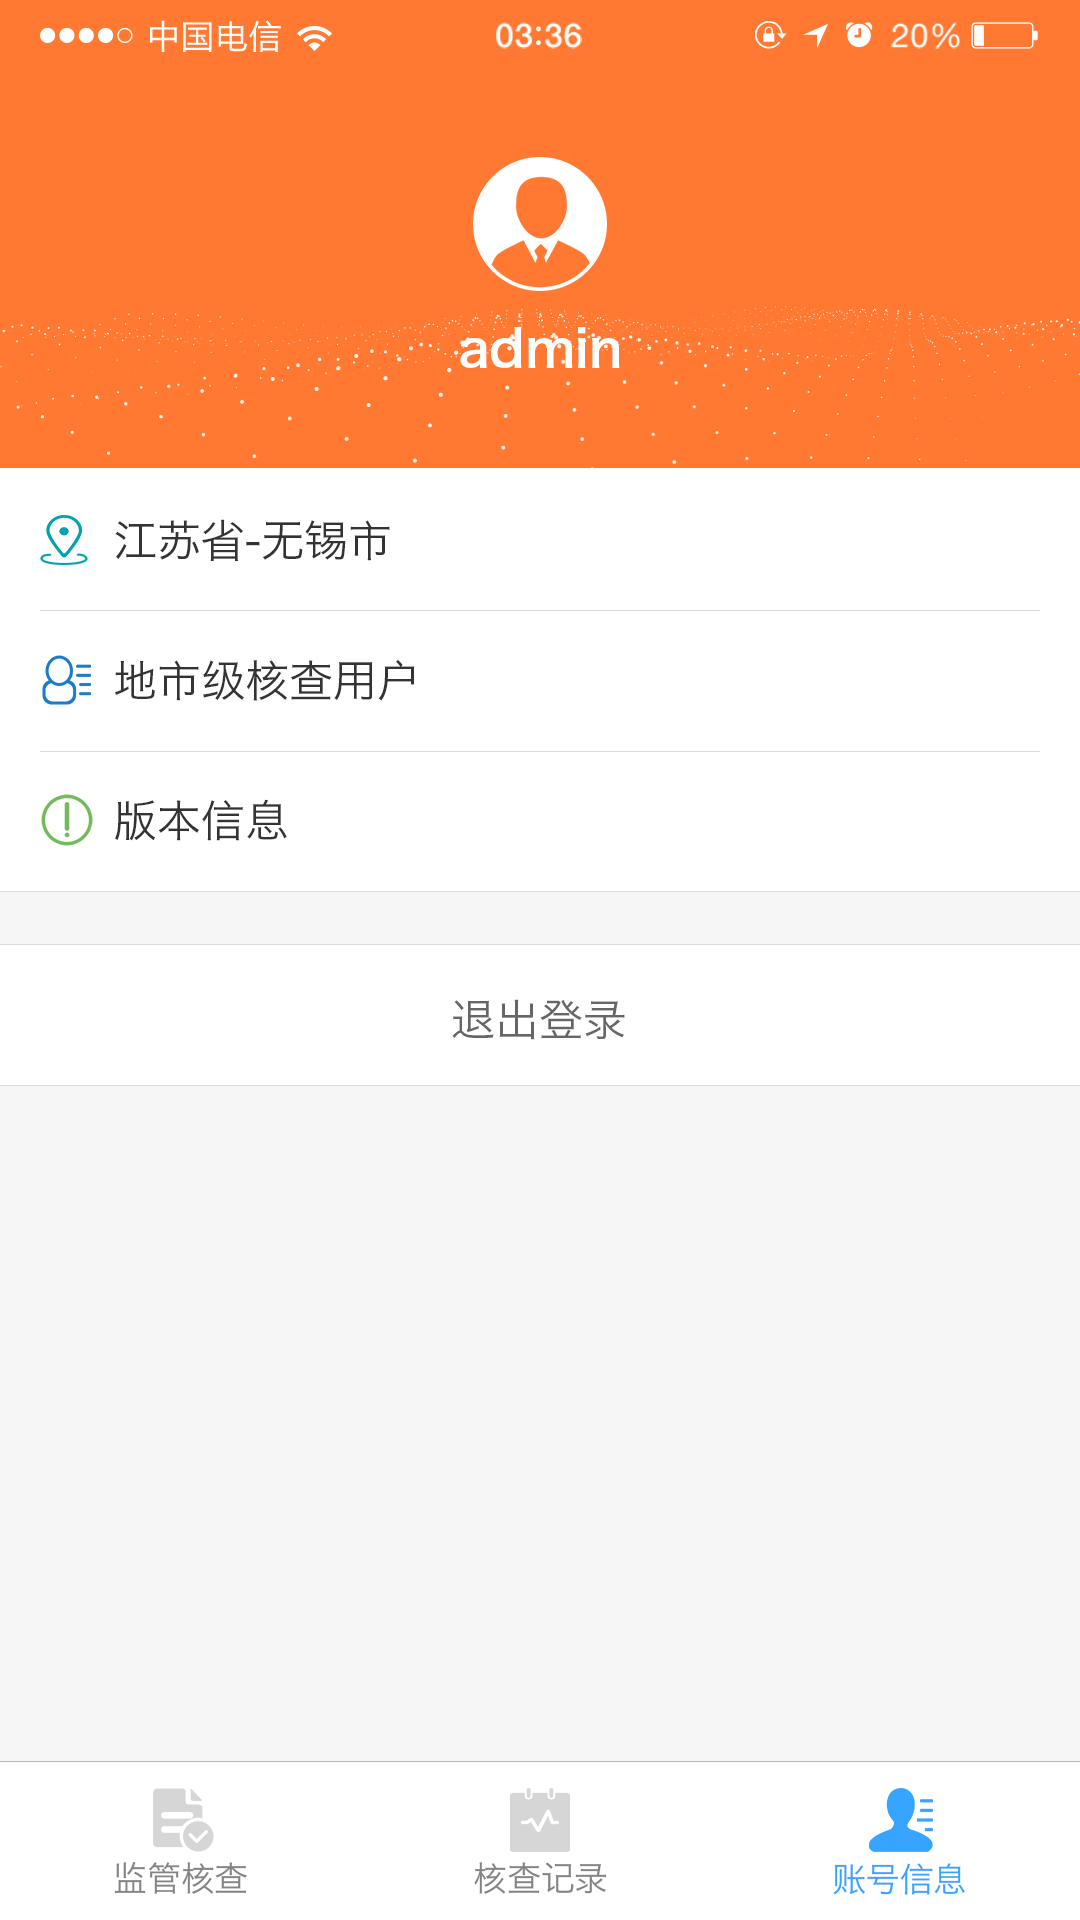 中国电信 03:36 20%
admin
江苏省-无锡市
地市级核查用户
版本信息
退出登录
监管核查 核查记录 账号信息